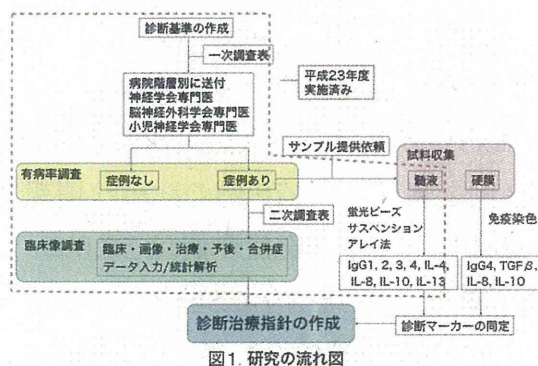 診断基準の作成
一次調査表
病院階層別に送付
神経学会専門医
脳神経外科学会専門医
小児神経学会専門医
平成23年度
実施済み
サンプル提供依頼
試料収集
髄液
硬膜
有病率調査
症例なし
症例あり
二次調査表
蛍光ビーズ
サスペンション
アレイ法
免疫染色
臨床像調査
臨床・画像・治療・予後・合併症
データ入力/統計解析
IgG1, 2, 3, 4, IL-4,
IL-8, IL-10, IL-13
IgG4, TGFβ,
IL-8, IL-10
診断治療指針の作成
診断マーカーの同定
図1. 研究の流れ図